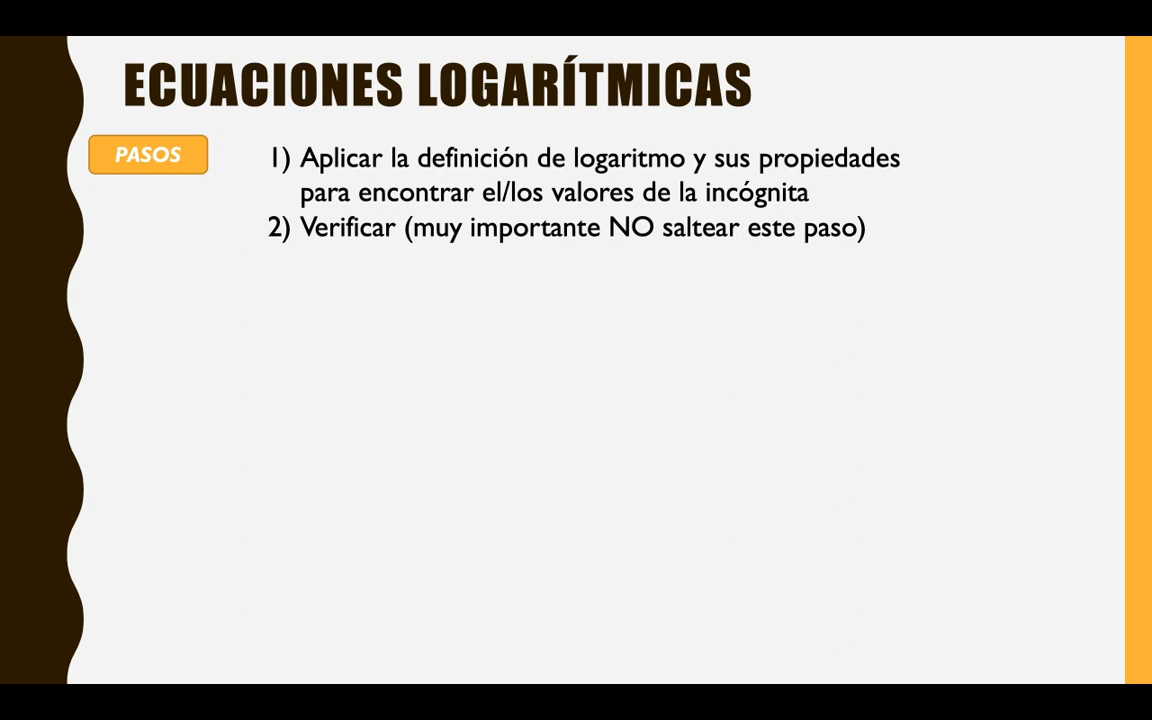 ECUACIONES LOGARÍTMICAS
PASOS
1) Aplicar la definición de logaritmo y sus propiedades
para encontrar el/los valores de la incógnita
2) Verificar (muy importante NO saltear este paso)